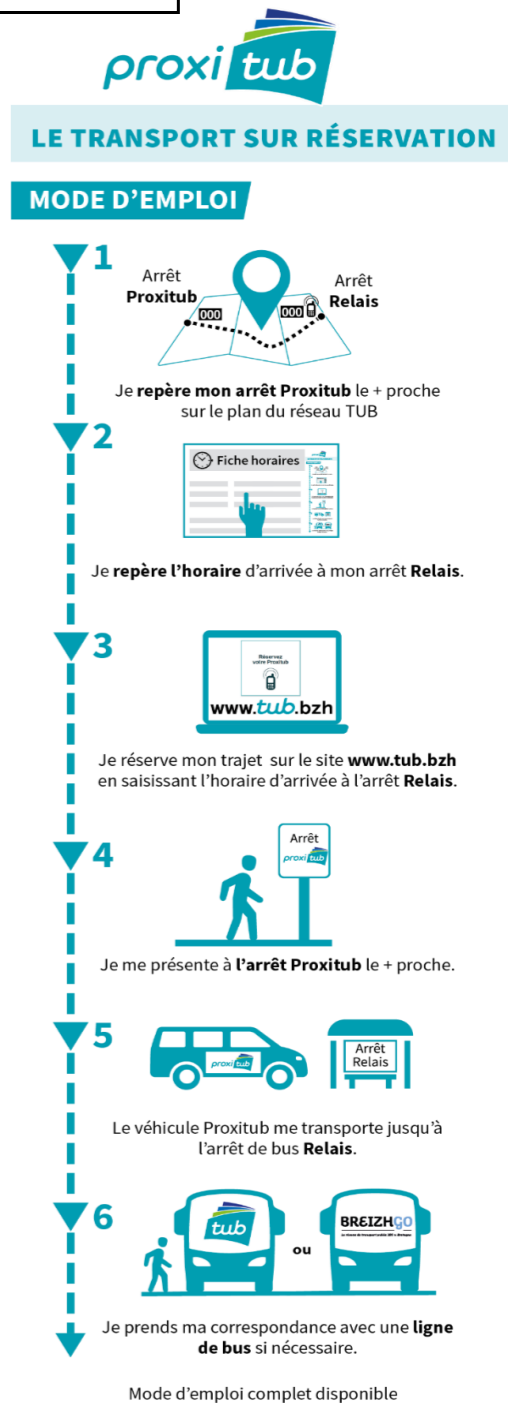 proxi tub
LE TRANSPORT SUR RÉSERVATION
MODE D'EMPLOI
1
Arrêt
Proxitub
Arrêt
Relais
000
000
Je repère mon arrêt Proxitub le + proche
sur le plan du réseau TUB
2
Fiche horaires
Je repère l'horaire d'arrivée à mon arrêt Relais.
3
Réservez
votre Proxitub
www.tub.bzh
Je réserve mon trajet sur le site www.tub.bzh
en saisissant l'horaire d'arrivée à l'arrêt Relais.
4
Arrêt
proxi tub
Je me présente à l'arrêt Proxitub le + proche.
5
proxi tub
Arrêt
Relais
Le véhicule Proxitub me transporte jusqu'à
l'arrêt de bus Relais.
6
tub
ou
BREIZHGO
Je prends ma correspondance avec une ligne
de bus si nécessaire.
Mode d'emploi complet disponible